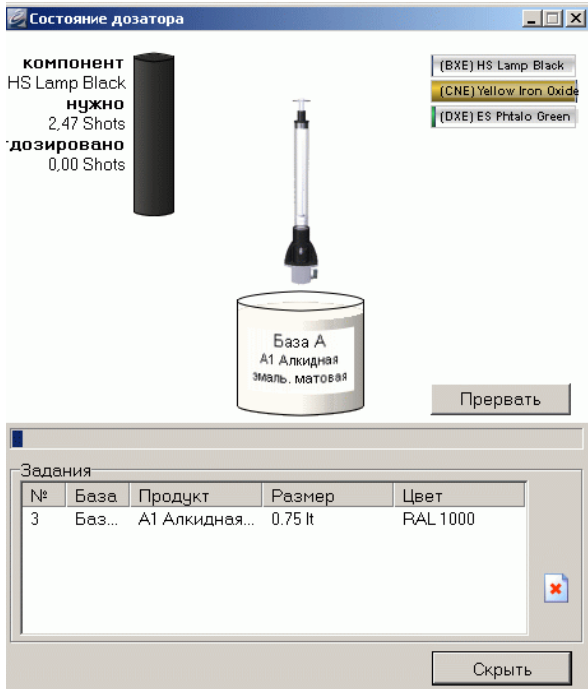 Состояние дозатора
компонент
HS Lamp Black
нужно
2,47 Shots
дозировано
0,00 Shots
(BXE) HS Lamp Black
(CNE) Yellow Iron Oxide
(DXE) ES Phtalo Green
База А
А1 Алкидная
эмаль. матовая
Прервать
Задания
№ База Продукт Размер Цвет
3 Баз... А1 Алкидная... 0.75 lt RAL 1000
Скрыть